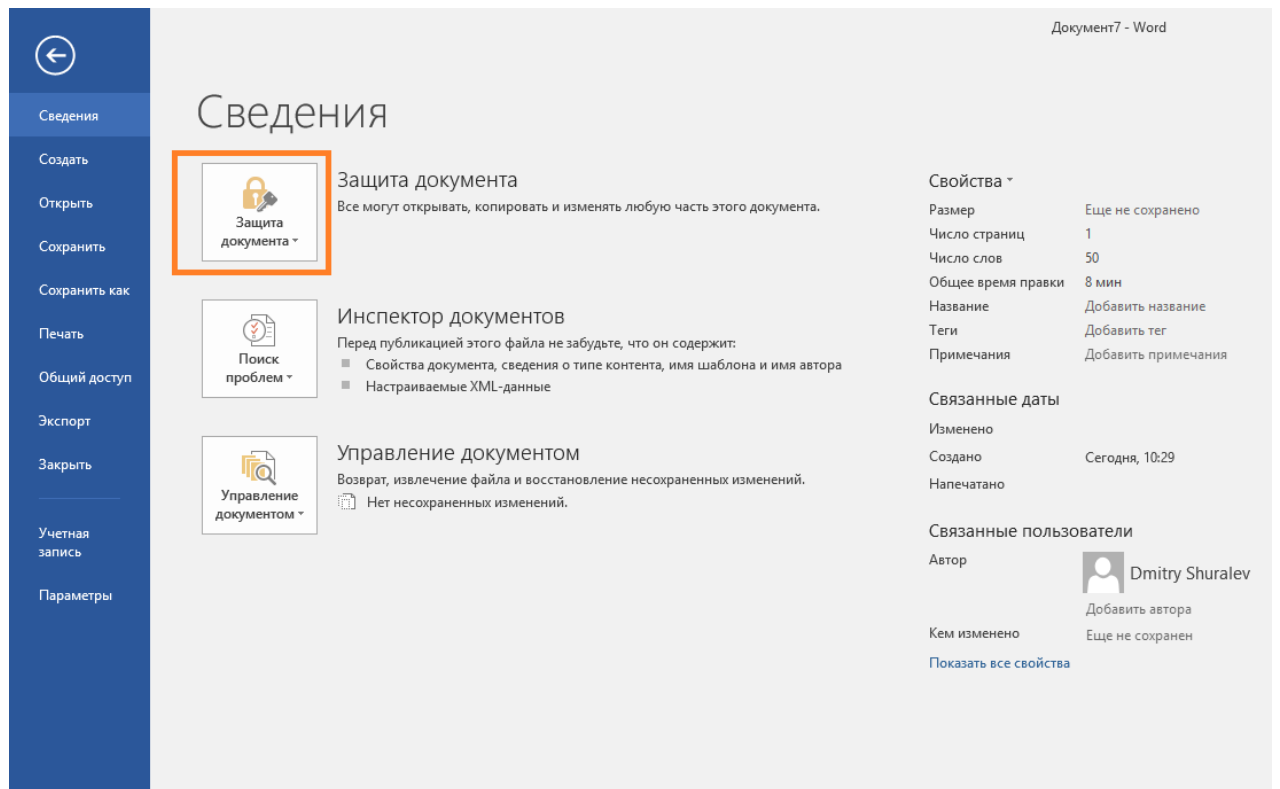 Документ7 - Word
Сведения
Создать
Открыть
Сохранить
Сохранить как
Печать
Общий доступ
Экспорт
Закрыть
Учетная
запись
Параметры
Сведения
Защита
документа
Защита документа
Все могут открывать, копировать и изменять любую часть этого документа.
Поиск
проблем
Инспектор документов
Перед публикацией этого файла не забудьте, что он содержит:
Свойства документа, сведения о типе контента, имя шаблона и имя автора
Настраиваемые XML-данные
Управление
документом
Управление документом
Возврат, извлечение файла и восстановление несохраненных изменений.
Нет несохраненных изменений.
Свойства
Размер Еще не сохранено
Число страниц 1
Число слов 50
Общее время правки 8 мин
Название Добавить название
Теги Добавить тег
Примечания Добавить примечания
Связанные даты
Изменено
Создано Сегодня, 10:29
Напечатано
Связанные пользователи
Автор Dmitry Shuralev
Добавить автора
Кем изменено Еще не сохранен
Показать все свойства